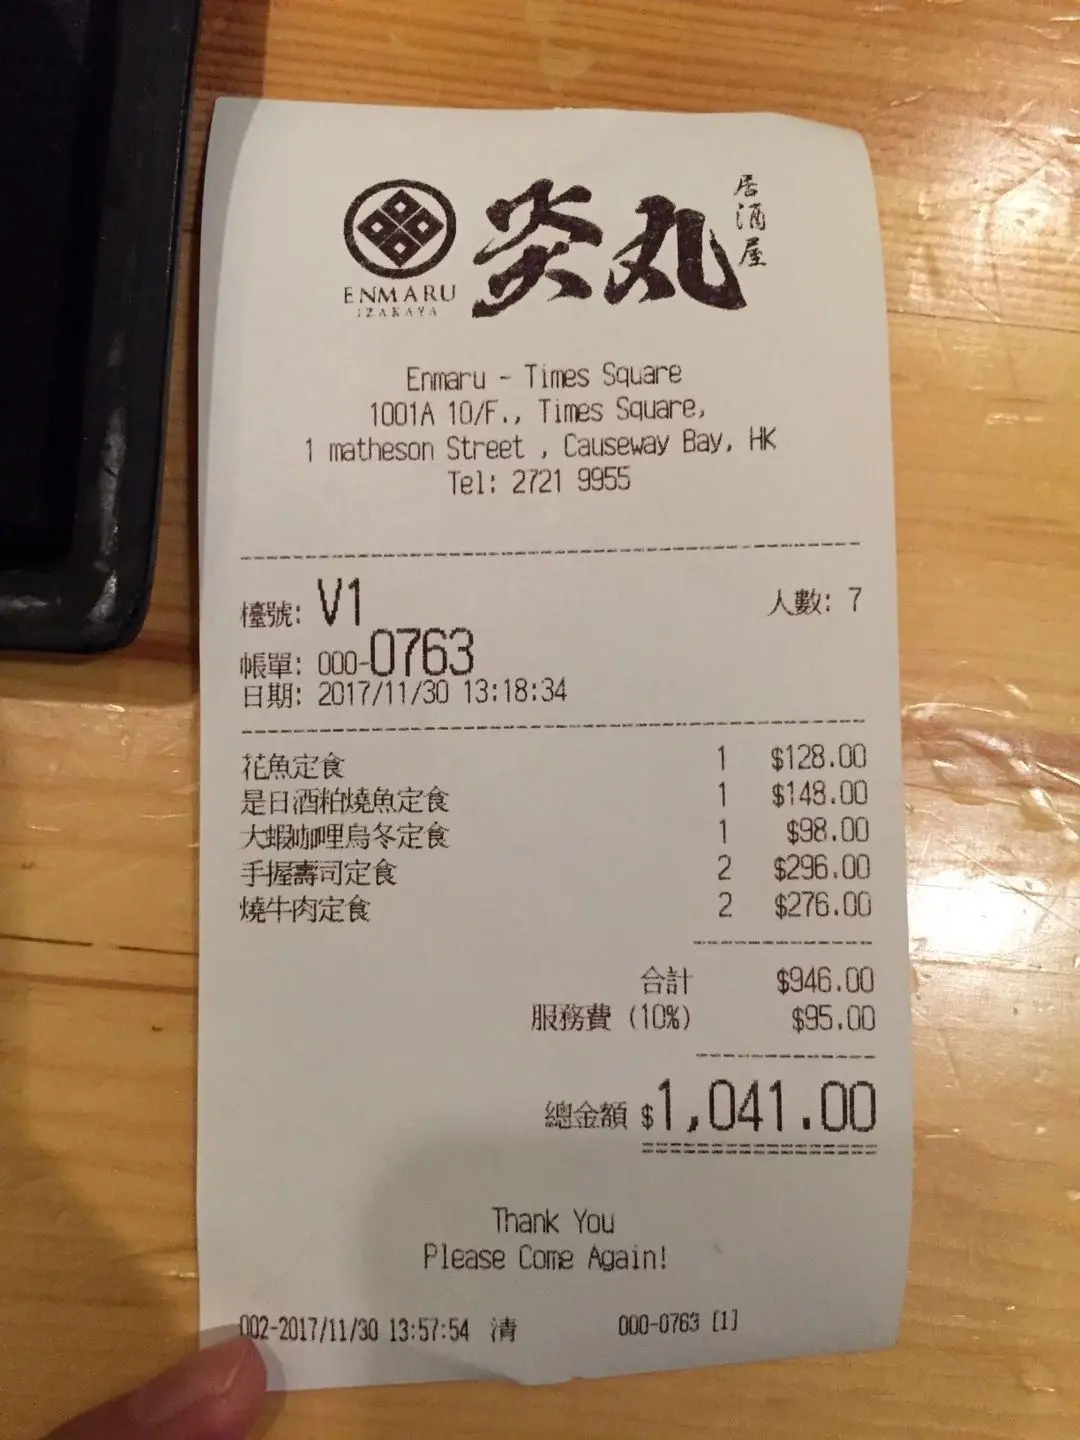 炎丸
居酒屋
ENMARU
IZAKAYA
Enmaru - Times Square
1001A 10/F., Times Square,
1 matheson Street , Causeway Bay, HK
Tel: 2721 9955
檯號: V1 人數: 7
帳單: 000-0763
日期: 2017/11/30 13:18:34
花魚定食 1 $128.00
是日酒粕燒魚定食 1 $148.00
大蝦咖哩烏冬定食 1 $98.00
手握壽司定食 2 $296.00
燒牛肉定食 2 $276.00
合計 $946.00
服務費 (10%) $95.00
總金額 $1,041.00
Thank You
Please Come Again!
002-2017/11/30 13:57:54 清 000-0763 [1]